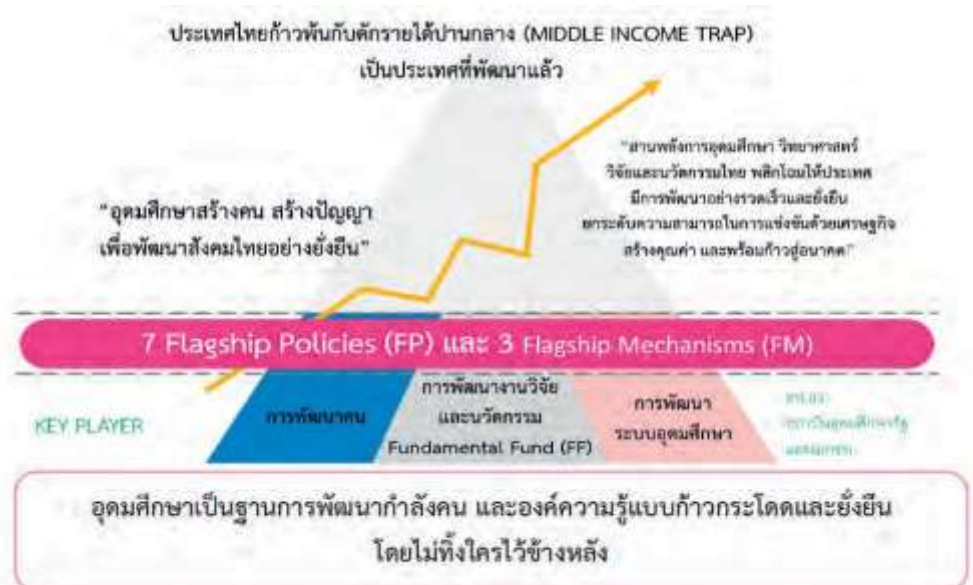 ประเทศไทยก้าวพ้นกับดักรายได้ปานกลาง (MIDDLE INCOME TRAP)
เป็นประเทศที่พัฒนาแล้ว
"สานพลังการอุดมศึกษา วิทยาศาสตร์
วิจัยและนวัตกรรมไทย พลิกโฉมให้ประเทศ
มีการพัฒนาอย่างรวดเร็วและยั่งยืน
ยกระดับความสามารถในการแข่งขันด้วยเศรษฐกิจ
สร้างคุณค่า และพร้อมก้าวสู่อนาคต"
"อุดมศึกษาสร้างคน สร้างปัญญา
เพื่อพัฒนาสังคมไทยอย่างยั่งยืน"
7 Flagship Policies (FP) และ 3 Flagship Mechanisms (FM)
KEY PLAYER
การพัฒนาคน
การพัฒนางานวิจัย
และนวัตกรรม
Fundamental Fund (FF)
การพัฒนา
ระบบอุดมศึกษา
สถาบันอุดมศึกษารัฐ
อุดมศึกษาเป็นฐานการพัฒนากำลังคน และองค์ความรู้แบบก้าวกระโดดและยั่งยืน
โดยไม่ทิ้งใครไว้ข้างหลัง